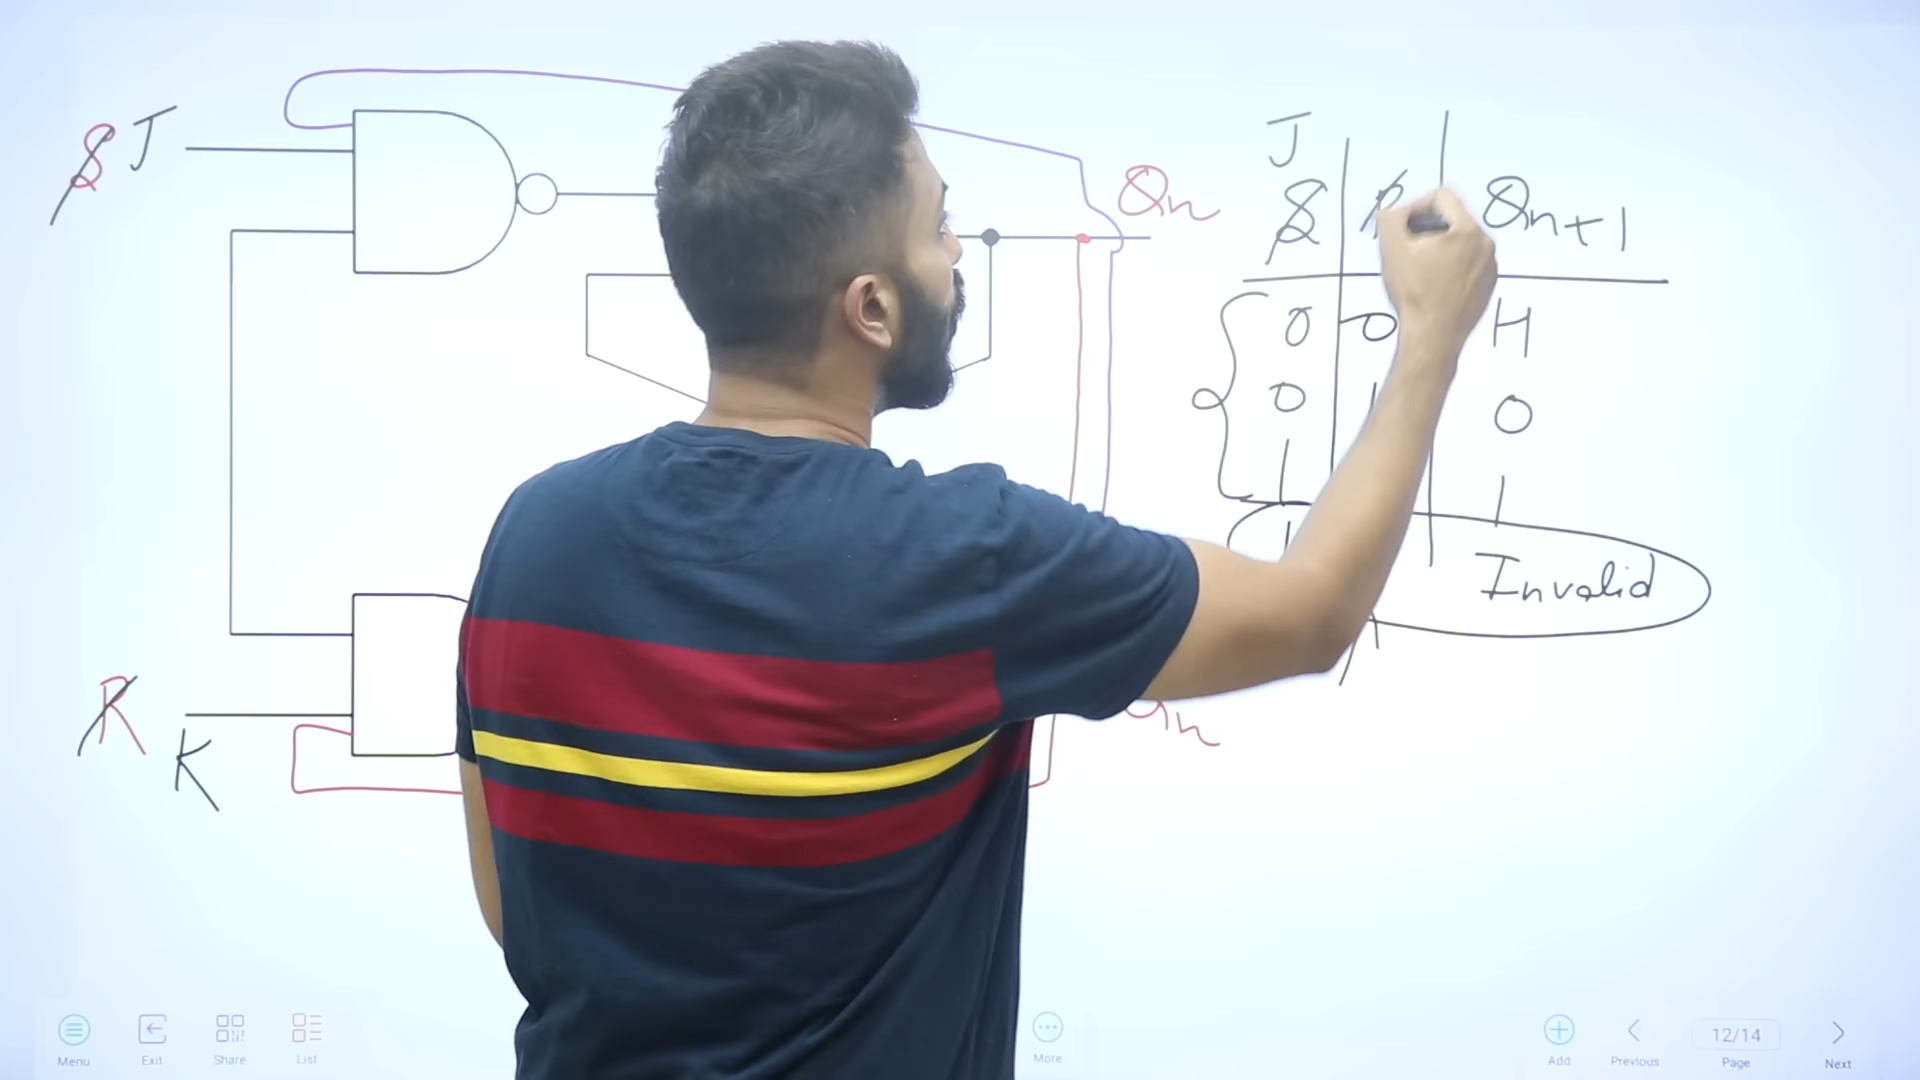 S J
Qn
J
S R Qn+1
0 0 H
0 1 0
1 1
1 Invalid
R
K
Qn
Menu Exit Share List More Add Previous 12/14 Page Next